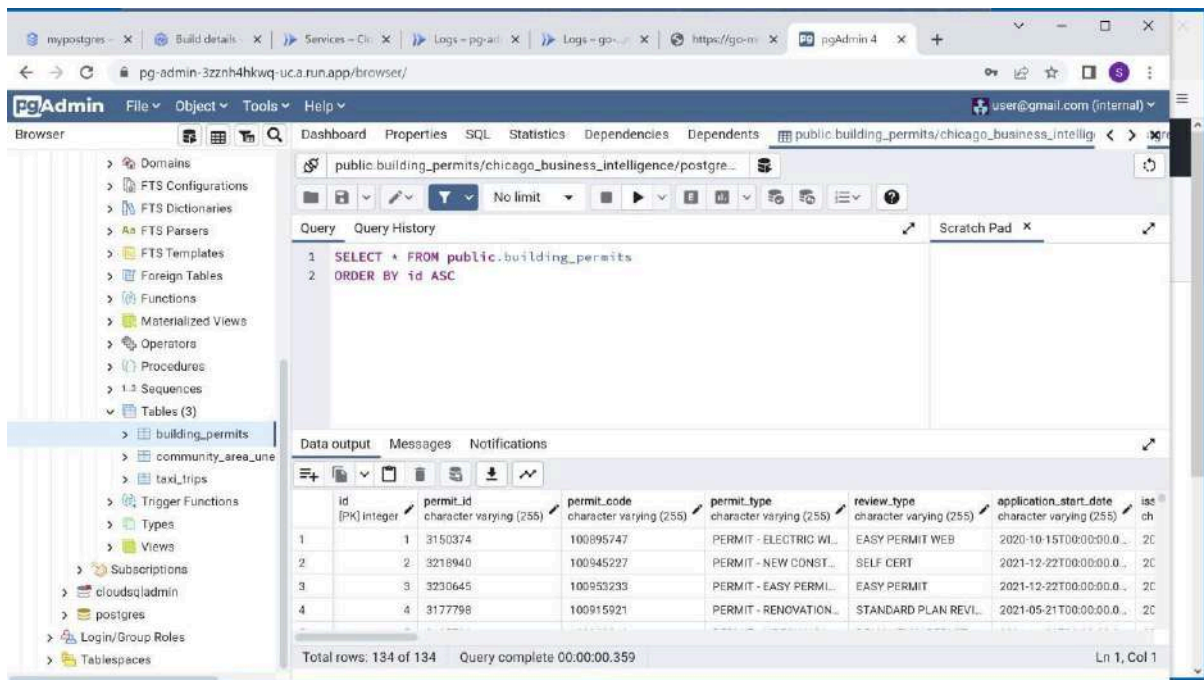 mypostgres - Build details - Services – Clo Logs – pg-ad Logs – go-... https://go-m pgAdmin 4
pg-admin-3zznh4hkwq-uc.a.run.app/browser/
S
pgAdmin File Object Tools Help user@gmail.com (internal)
Browser Dashboard Properties SQL Statistics Dependencies Dependents public.building_permits/chicago_business_intellig
Domains
FTS Configurations
FTS Dictionaries
FTS Parsers
FTS Templates
Foreign Tables
Functions
Materialized Views
Operators
Procedures
1..3 Sequences
Tables (3)
building_permits
community_area_une
taxi_trips
Trigger Functions
Types
Views
Subscriptions
cloudsqladmin
postgres
Login/Group Roles
Tablespaces
public.building_permits/chicago_business_intelligence/postgre...
No limit
Query Query History Scratch Pad
1 SELECT * FROM public.building_permits
2 ORDER BY id ASC
Data output Messages Notifications
id permit_id permit_code permit_type review_type application_start_date iss
[PK] integer character varying (255) character varying (255) character varying (255) character varying (255) character varying (255) ch
1 1 3150374 100895747 PERMIT - ELECTRIC WI... EASY PERMIT WEB 2020-10-15T00:00:00.0... 20
2 2 3218940 100945227 PERMIT - NEW CONST... SELF CERT 2021-12-22T00:00:00.0... 20
3 3 3230645 100953233 PERMIT - EASY PERMI... EASY PERMIT 2021-12-22T00:00:00.0... 20
4 4 3177798 100915921 PERMIT - RENOVATION... STANDARD PLAN REVI... 2021-05-21T00:00:00.0... 20
Total rows: 134 of 134 Query complete 00:00:00.359 Ln 1, Col 1